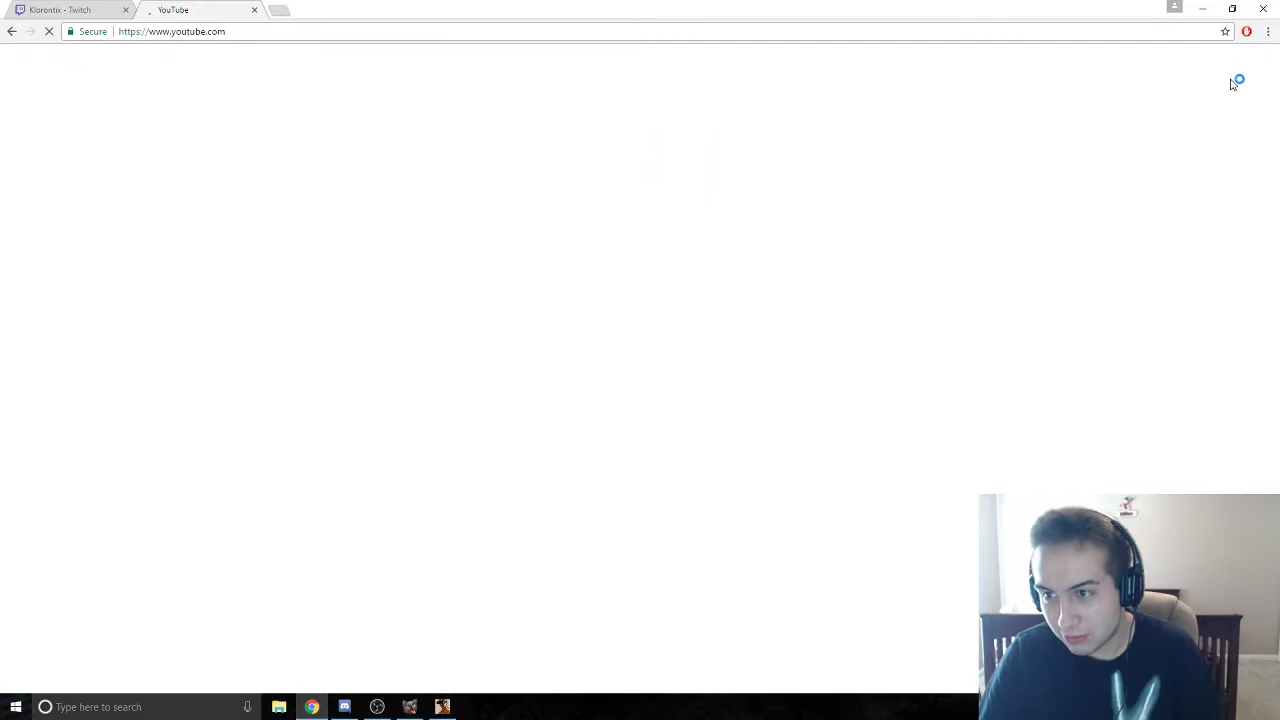 Klorontix - Twitch
YouTube
Secure
https://www.youtube.com
Type here to search